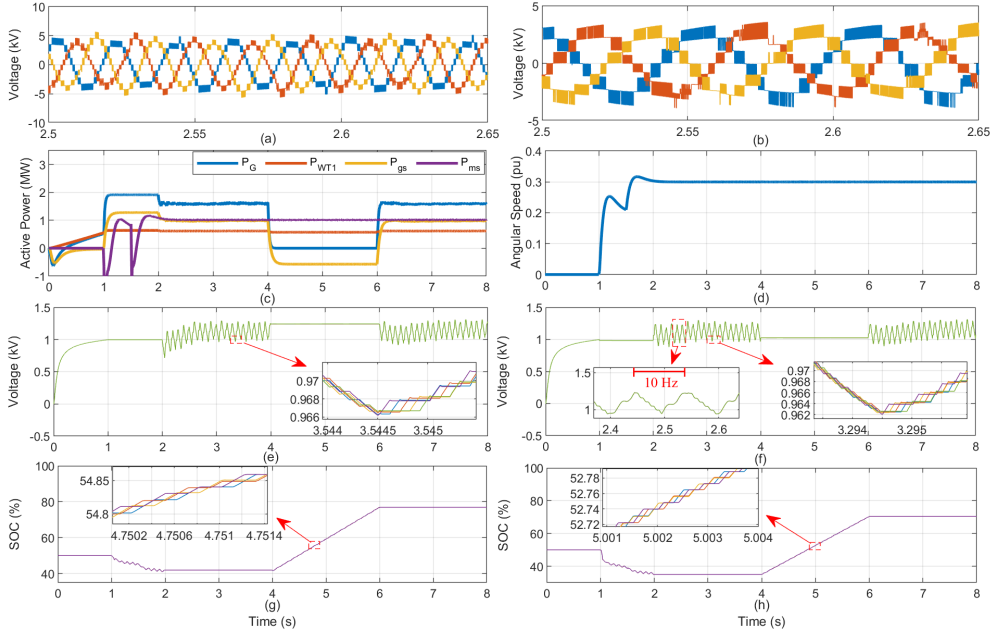 Voltage (kV)
10
5
0
-5
-10
2.5
2.55
2.6
2.65
(a)
Voltage (kV)
5
0
-5
2.5
2.55
2.6
2.65
(b)
P_G P_WT1 P_gs P_ms
Active Power (MW)
3
2
1
0
-1
0 1 2 3 4 5 6 7 8
(c)
Angular Speed (pu)
0.4
0.3
0.2
0.1
0
0 1 2 3 4 5 6 7 8
(d)
Voltage (kV)
1.5
1
0.5
0
-0.5
0.97
0.968
0.966
3.544 3.5445 3.545
0 1 2 3 4 5 6 7 8
(e)
Voltage (kV)
1.5
1
0.5
0
-0.5
1.5
1
10 Hz
2.4 2.5 2.6
0.97
0.968
0.966
0.964
0.962
3.294 3.295
0 1 2 3 4 5 6 7 8
(f)
SOC (%)
100
80
60
40
54.85
54.8
4.7502 4.7506 4.751 4.7514
0 1 2 3 4 5 6 7 8
(g)
Time (s)
SOC (%)
100
80
60
40
52.78
52.76
52.74
52.72
5.001 5.002 5.003 5.004
0 1 2 3 4 5 6 7 8
(h)
Time (s)